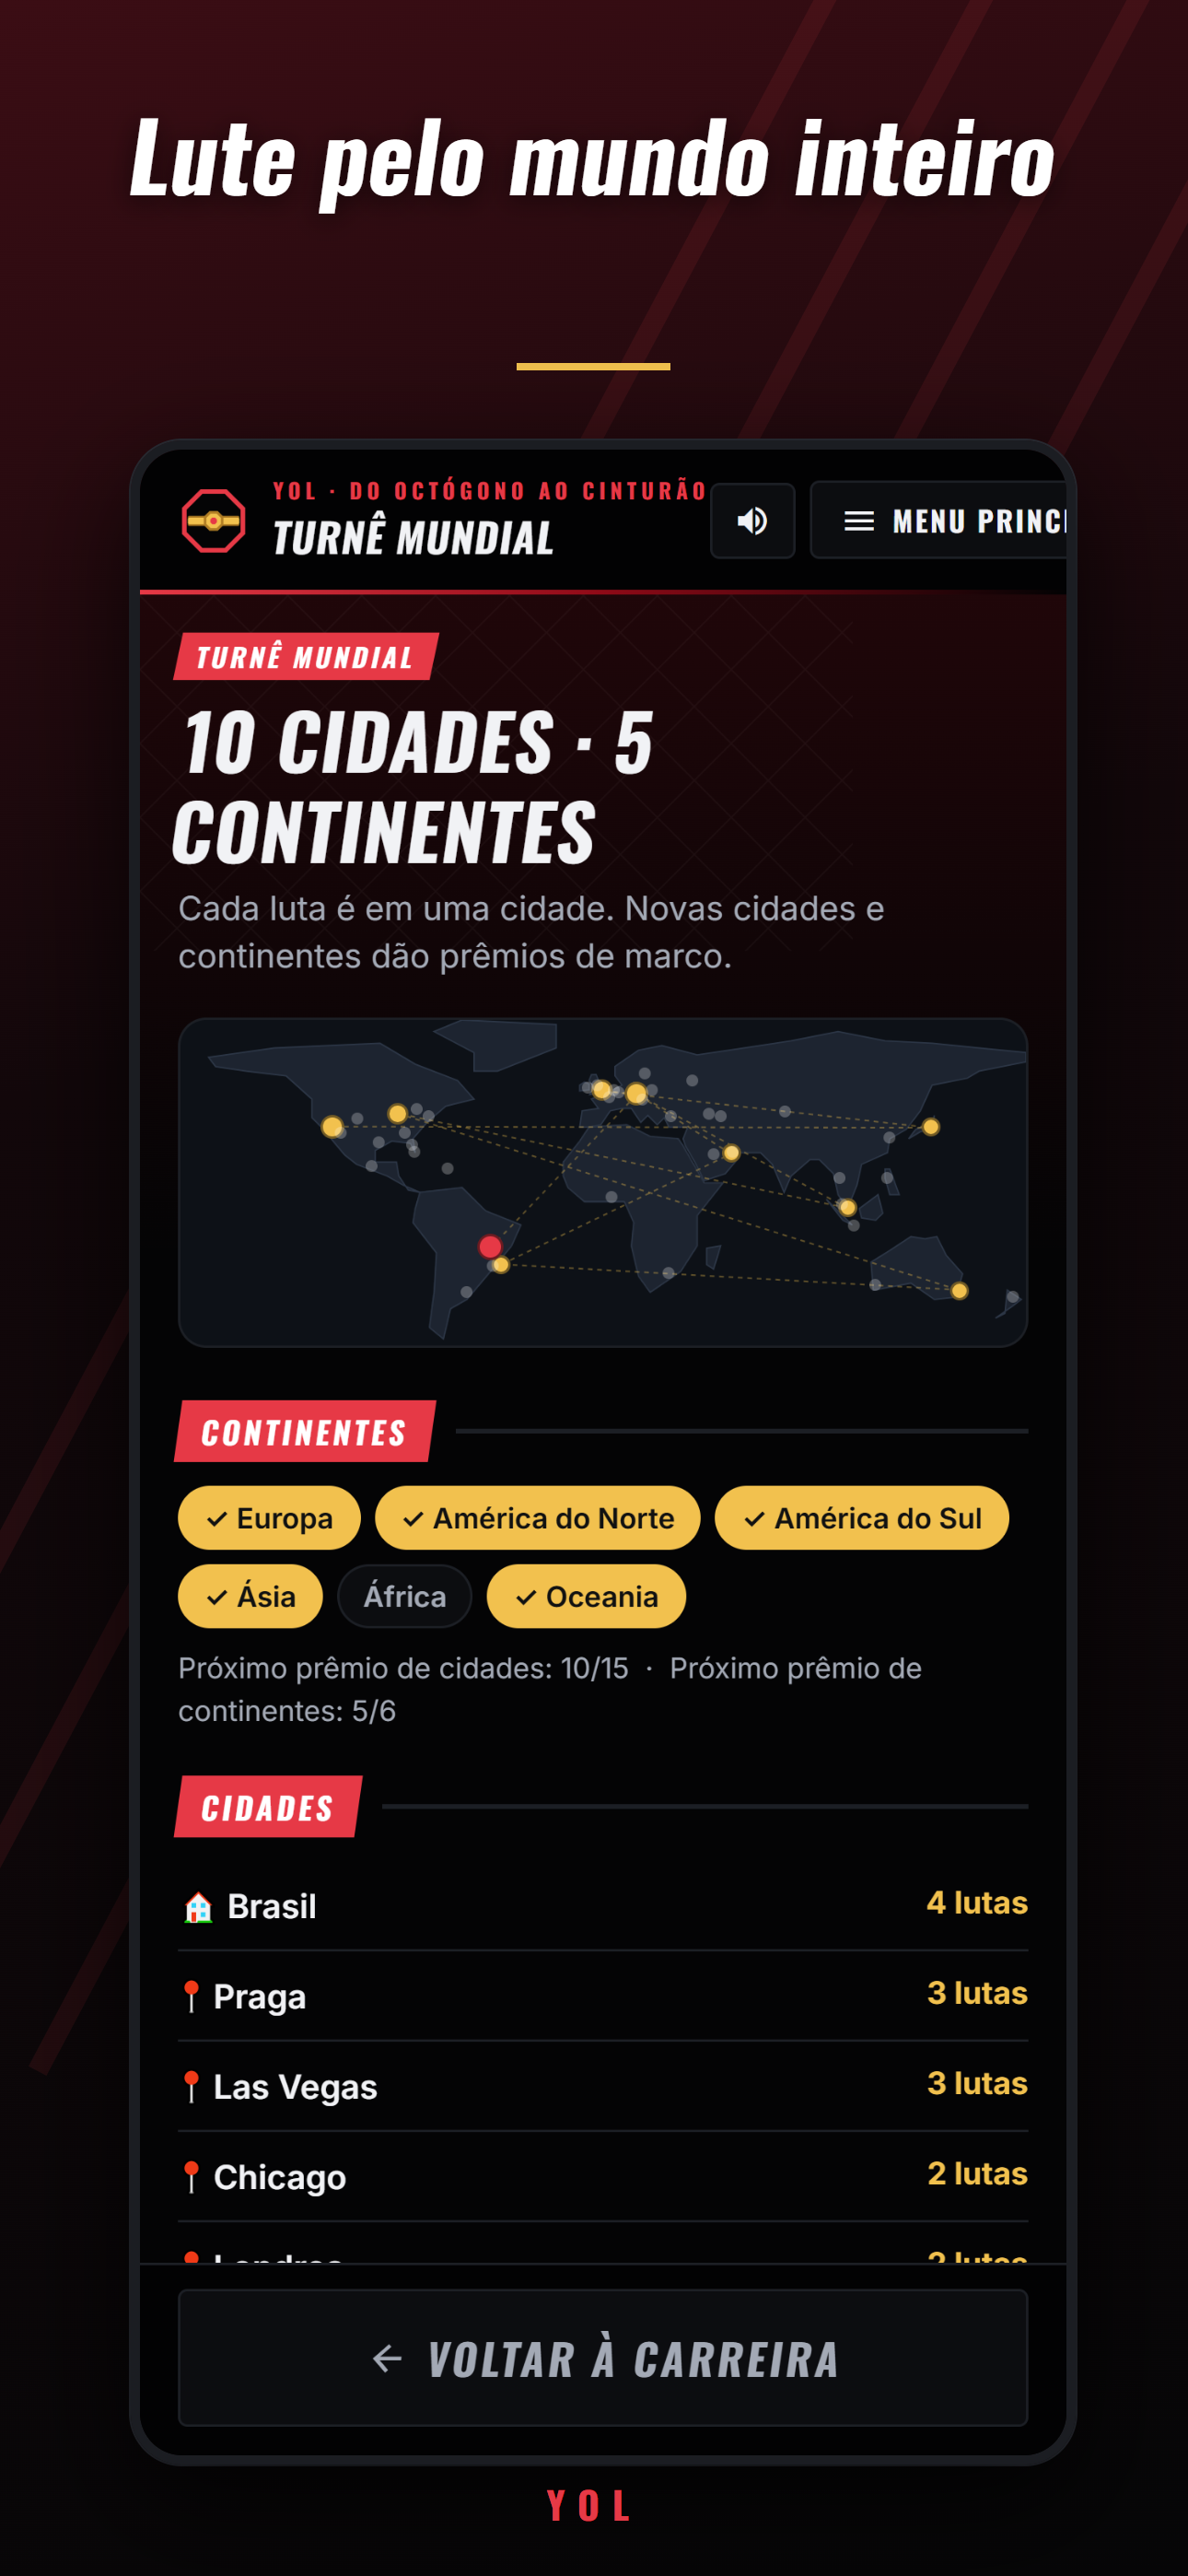 Lute pelo mundo inteiro
YOL · DO OCTÓGONO AO CINTURÃO
TURNÊ MUNDIAL
MENU PRINCI
TURNÊ MUNDIAL
10 CIDADES · 5
CONTINENTES
Cada luta é em uma cidade. Novas cidades e
continentes dão prêmios de marco.
CONTINENTES
✓ Europa ✓ América do Norte ✓ América do Sul
✓ Ásia África ✓ Oceania
Próximo prêmio de cidades: 10/15 · Próximo prêmio de
continentes: 5/6
CIDADES
Brasil 4 lutas
Praga 3 lutas
Las Vegas 3 lutas
Chicago 2 lutas
Londres 2 lutas
← VOLTAR À CARREIRA
YOL